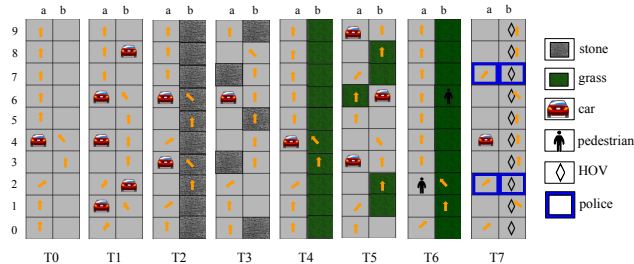 a b a b a b a b a b a b a b a b
9
8
7
6
5
4
3
2
1
0
stone
grass
car
pedestrian
HOV
police
T0 T1 T2 T3 T4 T5 T6 T7